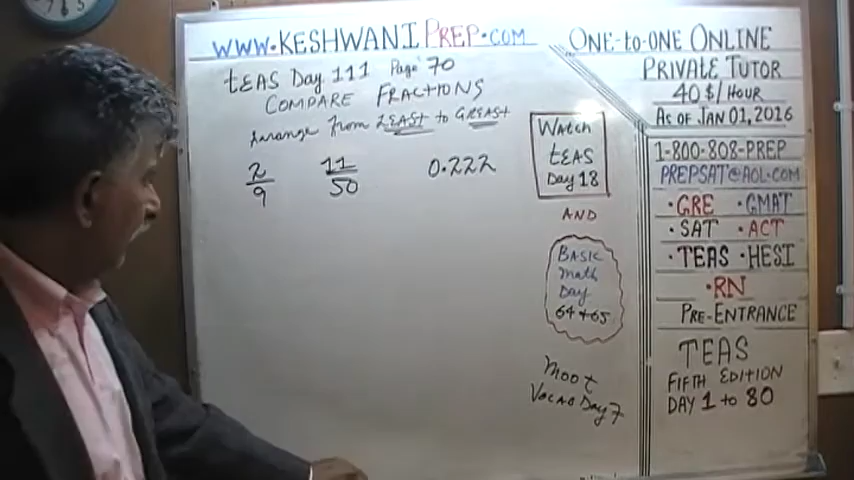 WWW.KESHWANIPREP.COM
TEAS Day 111 Page 70
COMPARE FRACTIONS
Arrange from LEAST to GREAST
2/9 11/50 0.222
Watch
TEAS
Day 18
AND
BASIC
math
Day
64 + 65
moot
VOCAB Day 7
ONE-to-ONE ONLINE
PRIVATE TUTOR
40$/HOUR
AS OF JAN 01, 2016
1-800-808-PREP
PREPSAT@AOL.COM
•GRE •GMAT
•SAT •ACT
•TEAS •HESI
•RN
PRE-ENTRANCE
TEAS
FIFTH EDITION
DAY 1 to 80